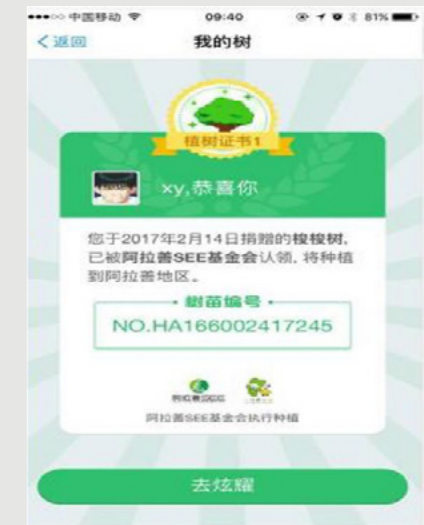 中国移动 09:40 81%
返回 我的树
植树证书1
xy,恭喜你
您于2017年2月14日捐赠的梭梭树,
已被阿拉善SEE基金会认领,将种植
到阿拉善地区。
樹苗编号
NO.HA166002417245
阿拉善SEE基金会执行种植
去炫耀